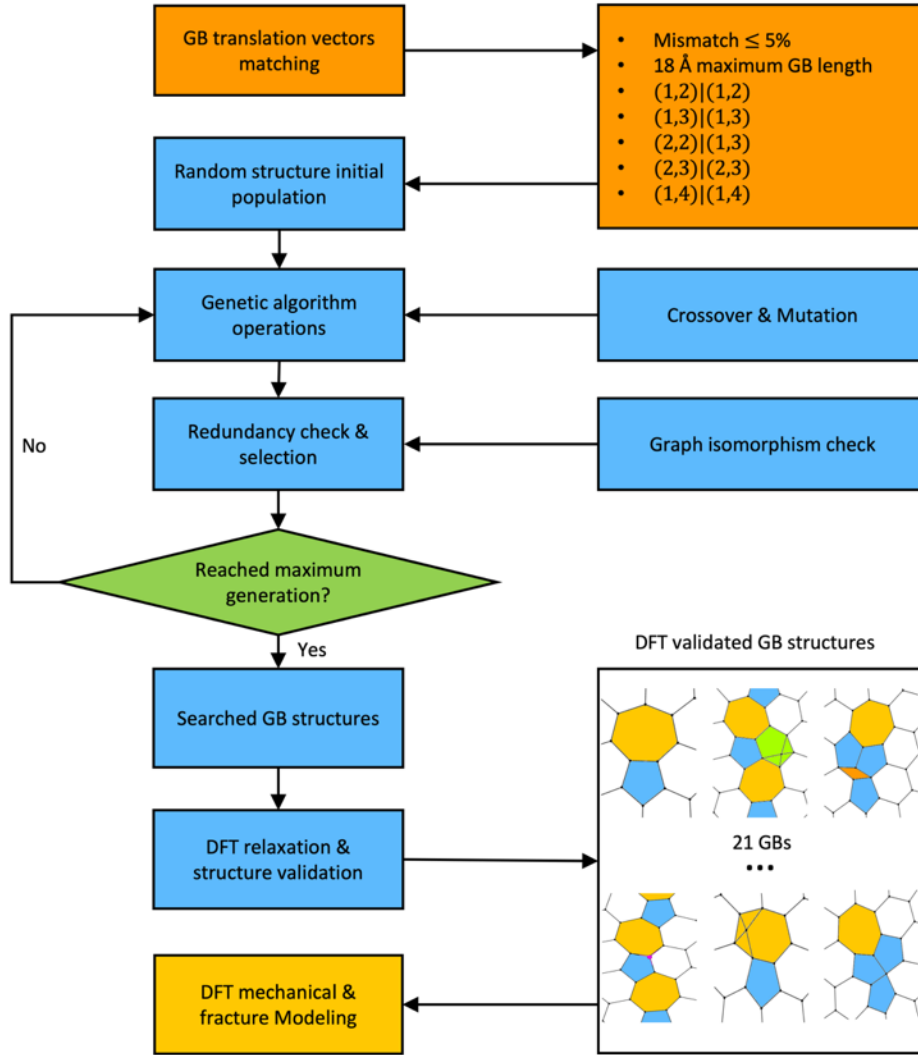 GB translation vectors
matching
• Mismatch ≤ 5%
• 18 Å maximum GB length
• (1,2)|(1,2)
• (1,3)|(1,3)
• (2,2)|(1,3)
• (2,3)|(2,3)
• (1,4)|(1,4)
Random structure initial
population
Genetic algorithm
operations
Crossover & Mutation
No
Redundancy check &
selection
Graph isomorphism check
Reached maximum
generation?
Yes
DFT validated GB structures
Searched GB structures
21 GBs
•••
DFT relaxation &
structure validation
DFT mechanical &
fracture Modeling